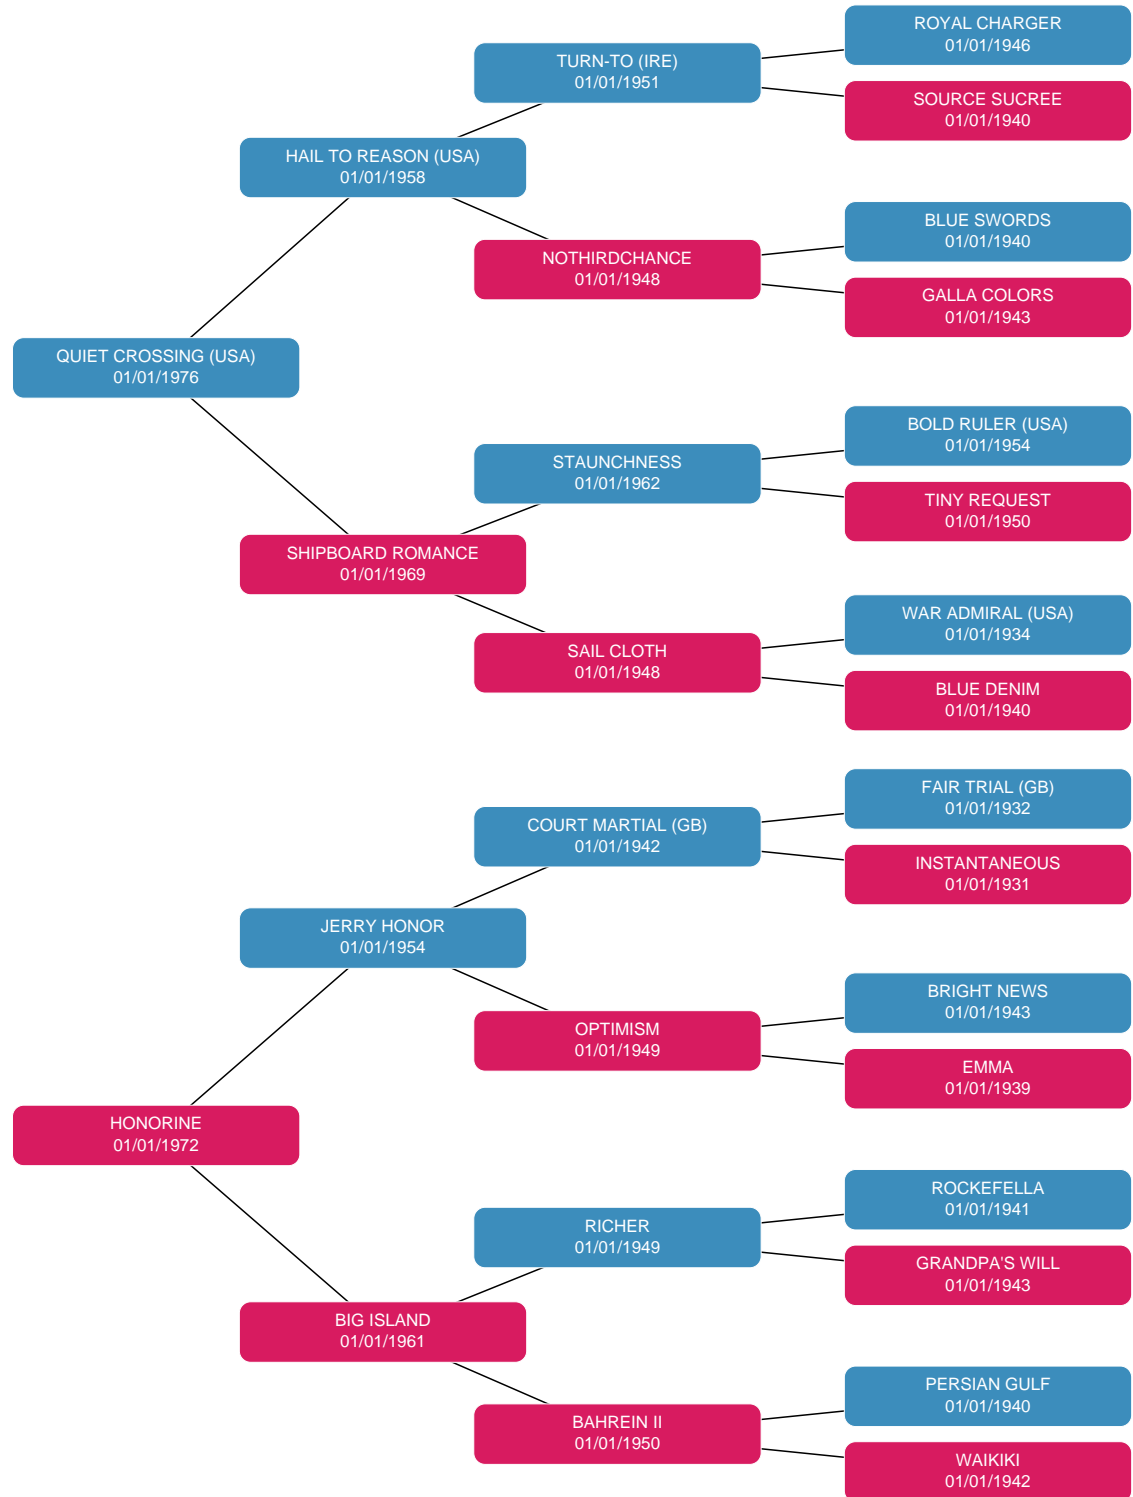 ROYAL CHARGER
01/01/1946
TURN-TO (IRE)
01/01/1951
SOURCE SUCREE
01/01/1940
HAIL TO REASON (USA)
01/01/1958
BLUE SWORDS
01/01/1940
NOTHIRDCHANCE
01/01/1948
GALLA COLORS
01/01/1943
QUIET CROSSING (USA)
01/01/1976
BOLD RULER (USA)
01/01/1954
STAUNCHNESS
01/01/1962
TINY REQUEST
01/01/1950
SHIPBOARD ROMANCE
01/01/1969
WAR ADMIRAL (USA)
01/01/1934
SAIL CLOTH
01/01/1948
BLUE DENIM
01/01/1940
FAIR TRIAL (GB)
01/01/1932
COURT MARTIAL (GB)
01/01/1942
INSTANTANEOUS
01/01/1931
JERRY HONOR
01/01/1954
BRIGHT NEWS
01/01/1943
OPTIMISM
01/01/1949
EMMA
01/01/1939
HONORINE
01/01/1972
ROCKEFELLA
01/01/1941
RICHER
01/01/1949
GRANDPA'S WILL
01/01/1943
BIG ISLAND
01/01/1961
PERSIAN GULF
01/01/1940
BAHREIN II
01/01/1950
WAIKIKI
01/01/1942